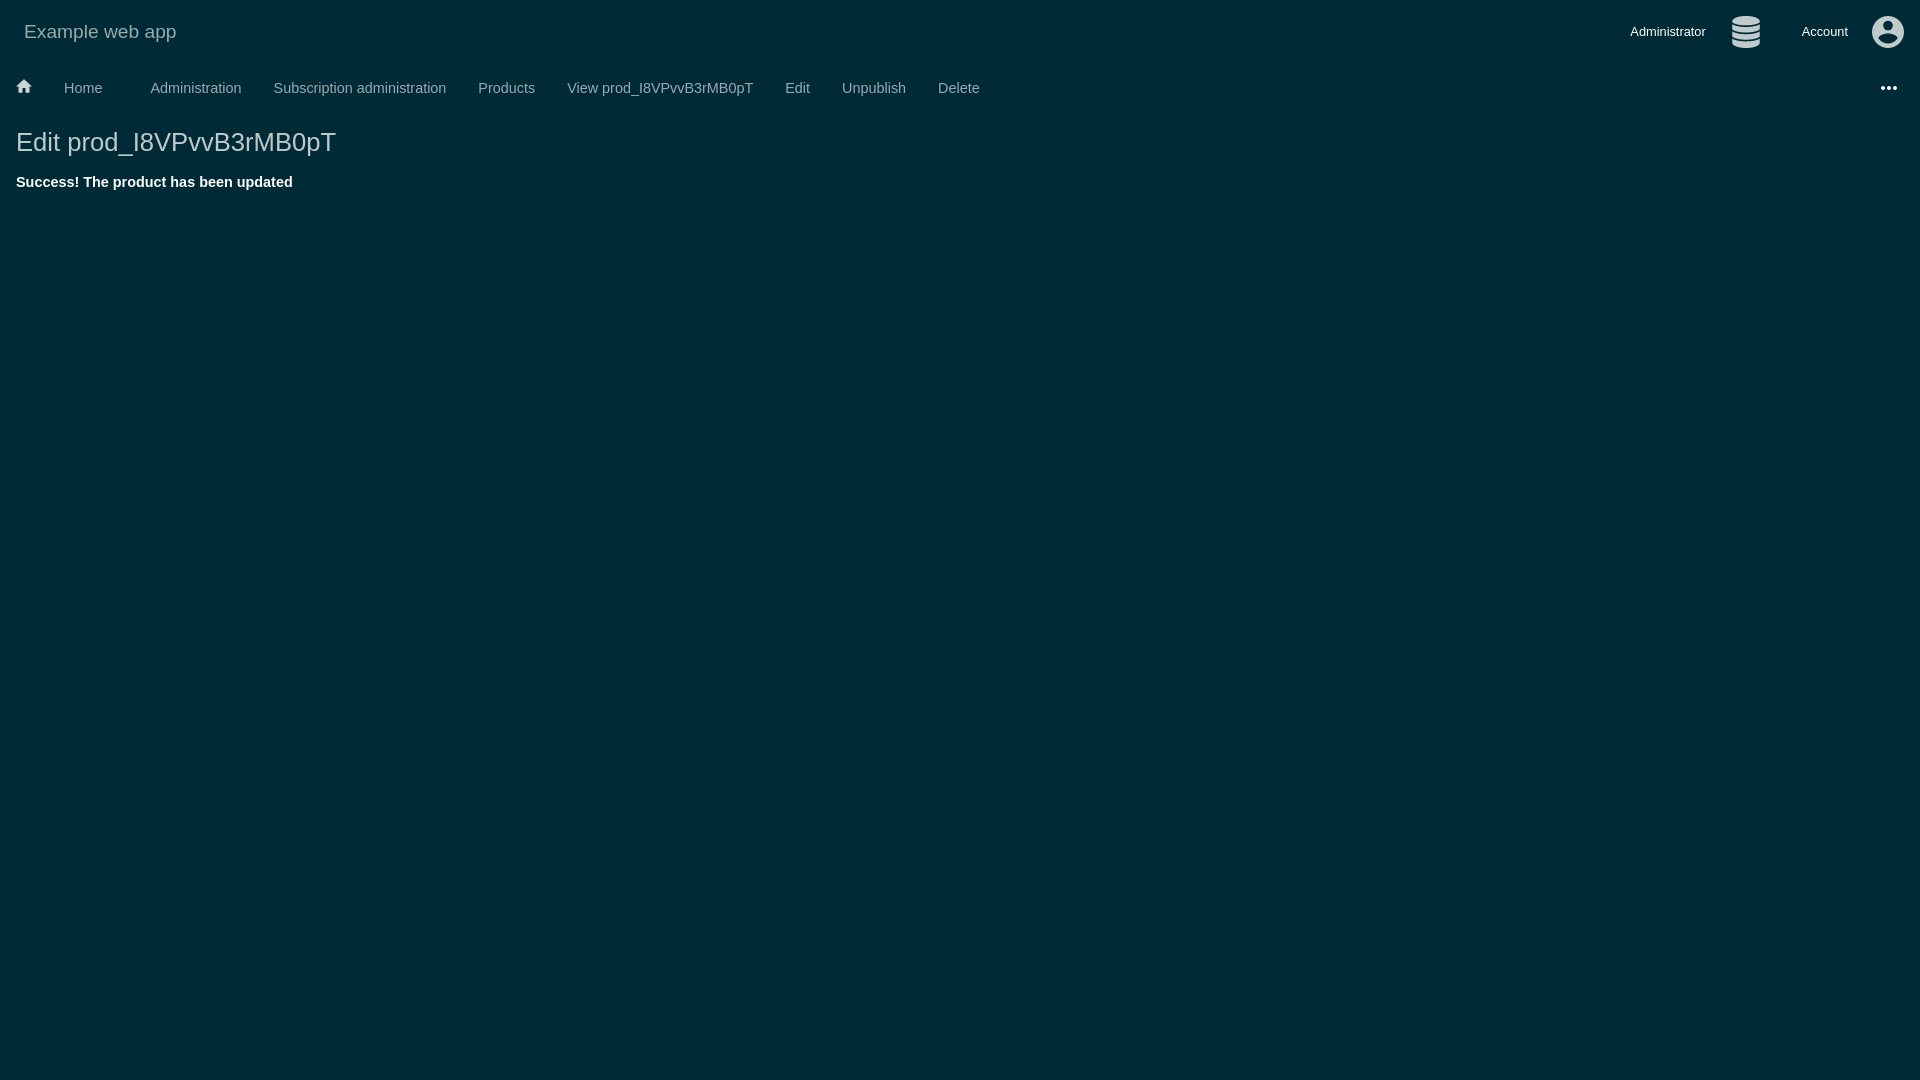 Example web app
Administrator
Account
Home
Administration
Subscription administration
Products
View prod_I8VPvvB3rMB0pT
Edit
Unpublish
Delete
Edit prod_I8VPvvB3rMB0pT
Success! The product has been updated